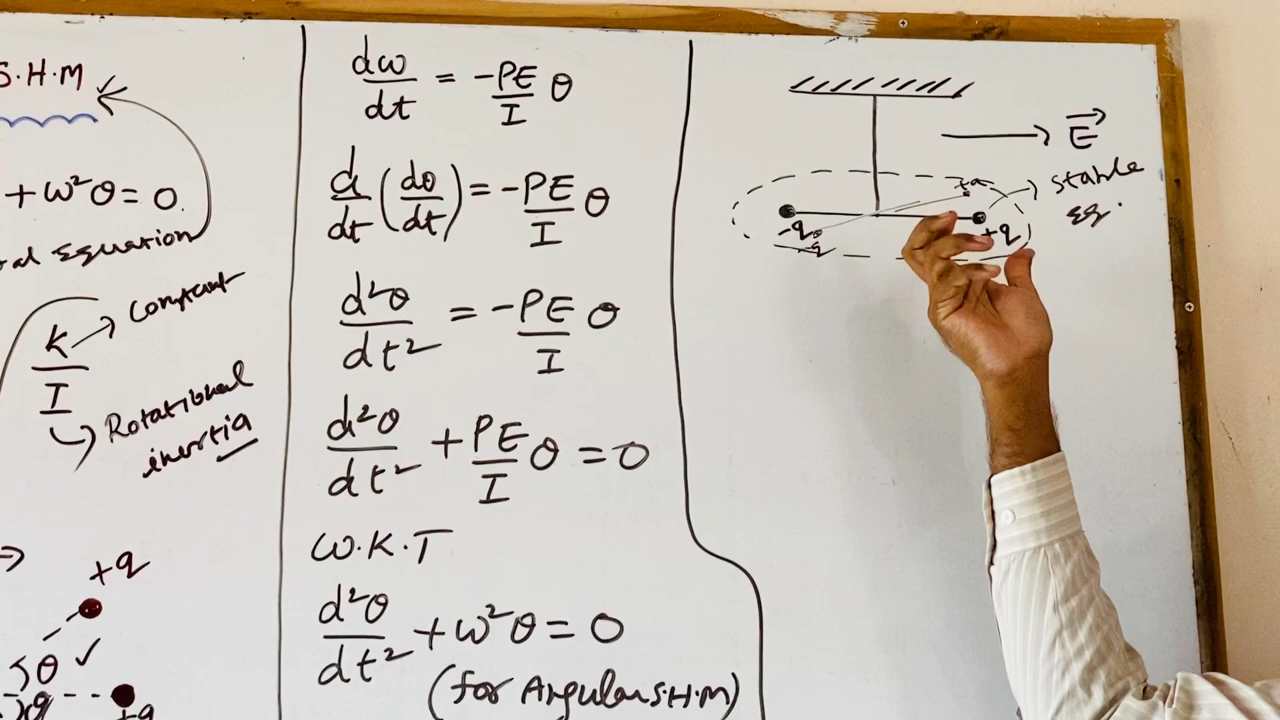 S.H.M
+ ω²θ = 0
al Equation
K → Constant
I
Rotational
inertia
+q
θ ✓
+q
dω/dt = -PE/I θ
d/dt (dθ/dt) = -PE/I θ
d²θ/dt² = -PE/I θ
d²θ/dt² + PE/I θ = 0
W.K.T
d²θ/dt² + ω²θ = 0
(for Angular S.H.M)
E
stable
eq.
+q
-q
-q
+q